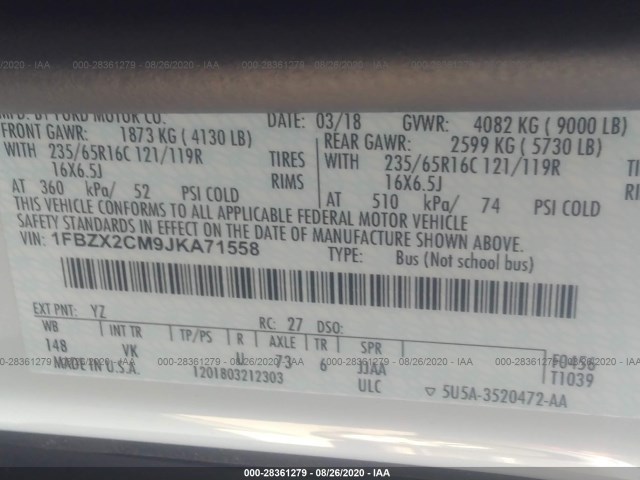 000-28361279 - 08/26/2020 - IAA
MFD. BY FORD MOTOR CO. DATE: 03/18 GVWR: 4082 KG ( 9000 LB)
FRONT GAWR: 1873 KG ( 4130 LB) REAR GAWR: 2599 KG ( 5730 LB)
WITH 235/65R16C 121/119R TIRES WITH 235/65R16C 121/119R
16X6.5J RIMS 16X6.5J
AT 360 kPa/ 52 PSI COLD AT 510 kPa/ 74 PSI COLD
THIS VEHICLE CONFORMS TO ALL APPLICABLE FEDERAL MOTOR VEHICLE
SAFETY STANDARDS IN EFFECT ON THE DATE OF MANUFACTURE SHOWN ABOVE.
VIN: 1FBZX2CM9JKA71558 TYPE: Bus (Not school bus)
EXT PNT: YZ RC: 27 DSO:
WB INT TR TP/PS R AXLE TR SPR
148 VK U 73 6 JJAA F0456
MADE IN U.S.A. 1201803212303 ULC T1039
5U5A-3520472-AA
000-28361279 - 08/26/2020 - IAA